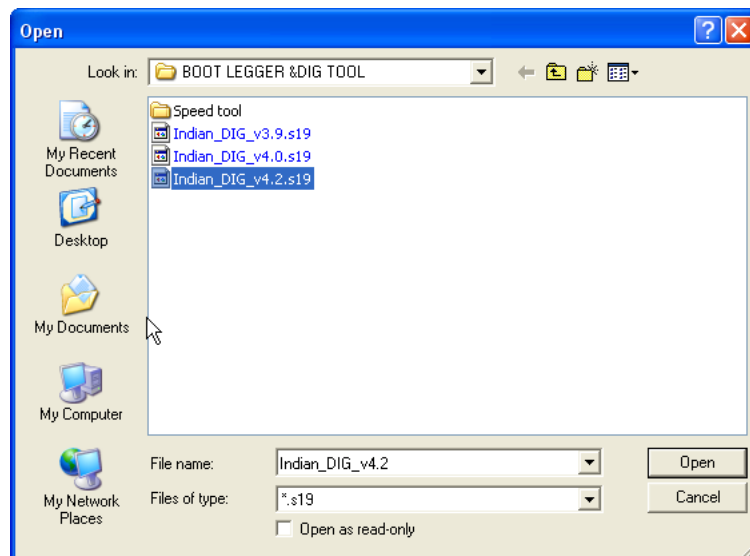 Open
Look in:
BOOT LEGGER &DIG TOOL
My Recent
Documents
Desktop
My Documents
My Computer
My Network
Places
Speed tool
Indian_DIG_v3.9.s19
Indian_DIG_v4.0.s19
Indian_DIG_v4.2.s19
File name:
Indian_DIG_v4.2
Open
Files of type:
*.s19
Cancel
Open as read-only